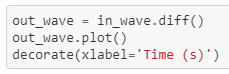 out_wave = in_wave.diff()
out_wave.plot()
decorate(xlabel='Time (s)')